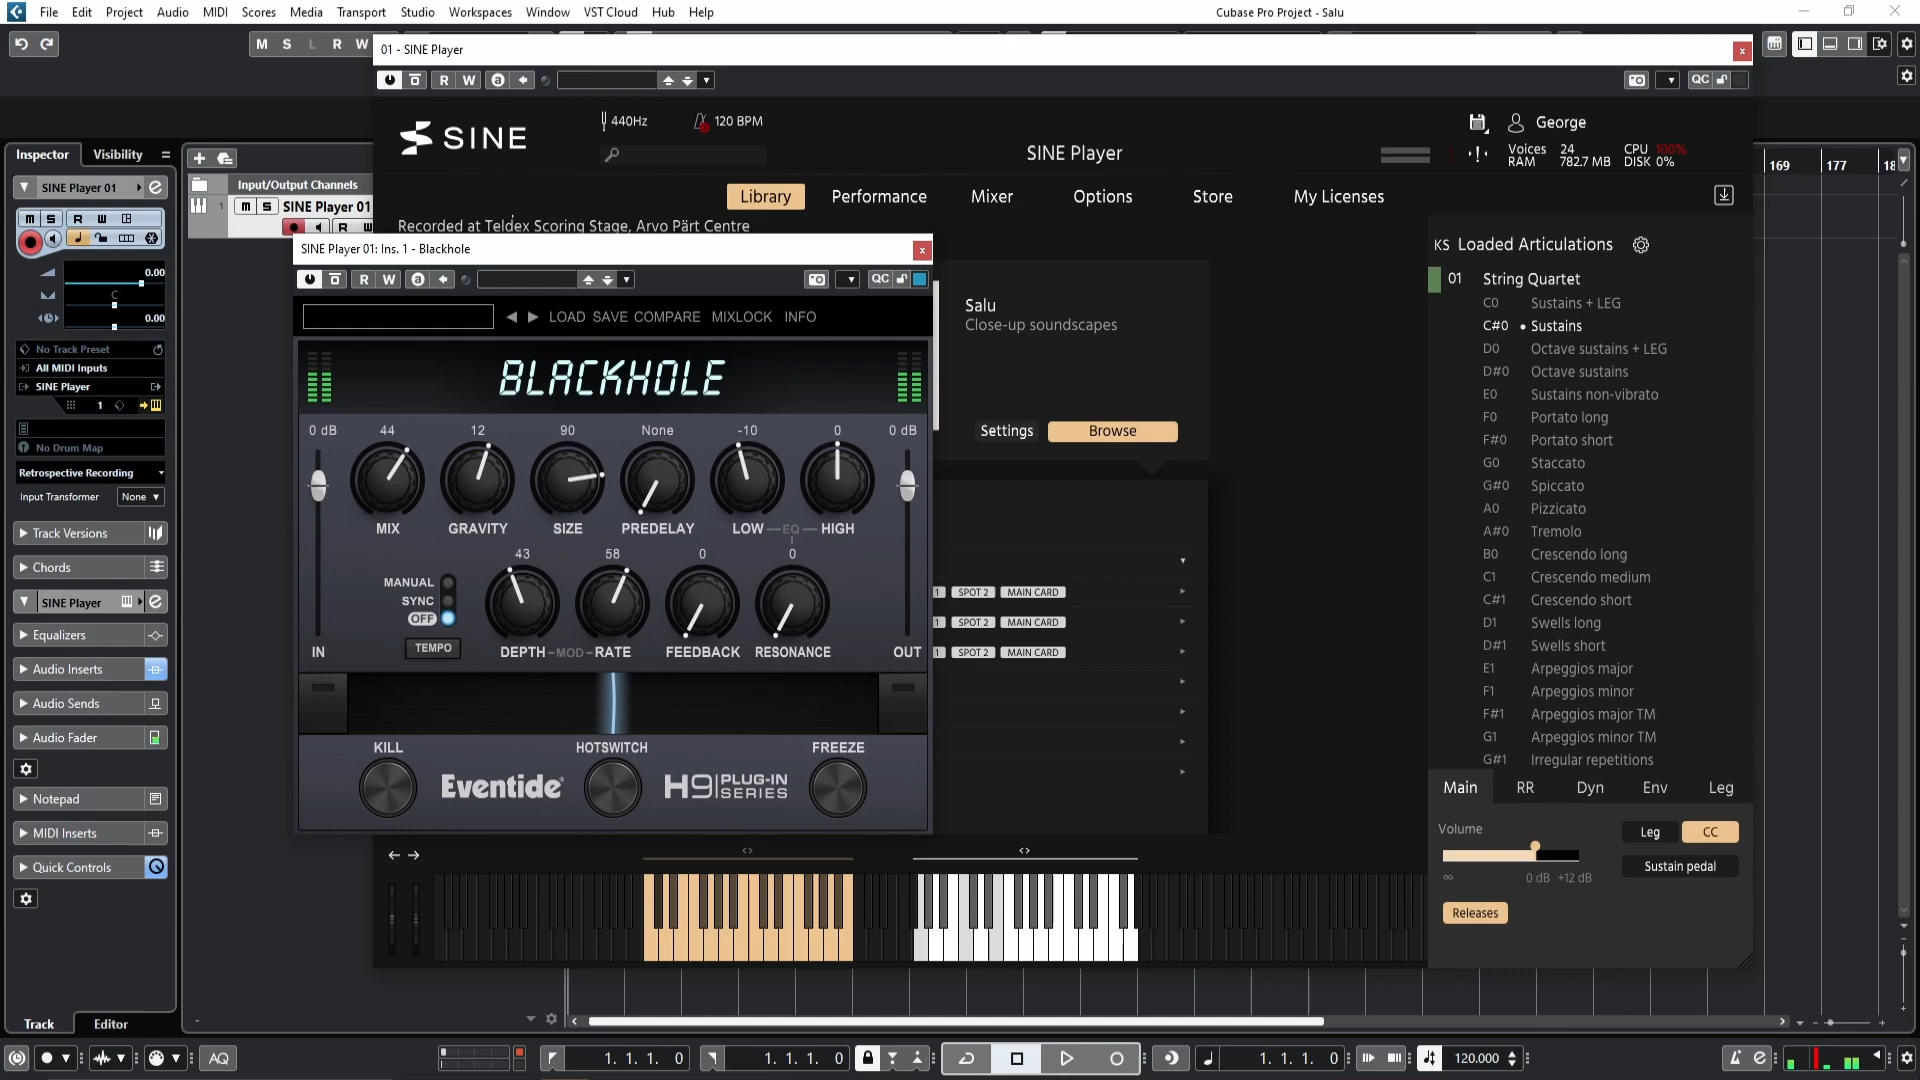 File Edit Project Audio MIDI Scores Media Transport Studio Workspaces Window VST Cloud Hub Help
Cubase Pro Project - Salu
M S L R W
01 - SINE Player
R W
QC
Inspector Visibility
SINE Player 01
M S R W
0.00
C
0.00
No Track Preset
All MIDI Inputs
SINE Player
1
No Drum Map
Retrospective Recording
Input Transformer None
Track Versions
Chords
SINE Player
Equalizers
Audio Inserts
Audio Sends
Audio Fader
Notepad
MIDI Inserts
Quick Controls
Track Editor
Input/Output Channels
1 m S SINE Player 01
R W
SINE
440Hz 120 BPM
SINE Player
George
Voices 24
RAM 782.7 MB
CPU 100%
DISK 0%
Library Performance Mixer Options Store My Licenses
Recorded at Teldex Scoring Stage, Arvo Pärt Centre
169 177
SINE Player 01: Ins. 1 - Blackhole
R W
QC
LOAD SAVE COMPARE MIXLOCK INFO
BLACKHOLE
0 dB 44 12 90 None -10 0 0 dB
MIX GRAVITY SIZE PREDELAY LOW EQ HIGH
43 58 0 0
MANUAL
SYNC
OFF
TEMPO
IN DEPTH -MOD- RATE FEEDBACK RESONANCE OUT
KILL HOTSWITCH FREEZE
Eventide H9 PLUG-IN SERIES
Salu
Close-up soundscapes
Settings Browse
1 SPOT 2 MAIN CARD
1 SPOT 2 MAIN CARD
1 SPOT 2 MAIN CARD
KS Loaded Articulations
01 String Quartet
C0 Sustains + LEG
C#0 Sustains
D0 Octave sustains + LEG
D#0 Octave sustains
E0 Sustains non-vibrato
F0 Portato long
F#0 Portato short
G0 Staccato
G#0 Spiccato
A0 Pizzicato
A#0 Tremolo
B0 Crescendo long
C1 Crescendo medium
C#1 Crescendo short
D1 Swells long
D#1 Swells short
E1 Arpeggios major
F1 Arpeggios minor
F#1 Arpeggios major TM
G1 Arpeggios minor TM
G#1 Irregular repetitions
Main RR Dyn Env Leg
Volume
Leg CC
Sustain pedal
∞ 0 dB +12 dB
Releases
AQ
1. 1. 1. 0
1. 1. 1. 0
1. 1. 1. 0
120.000